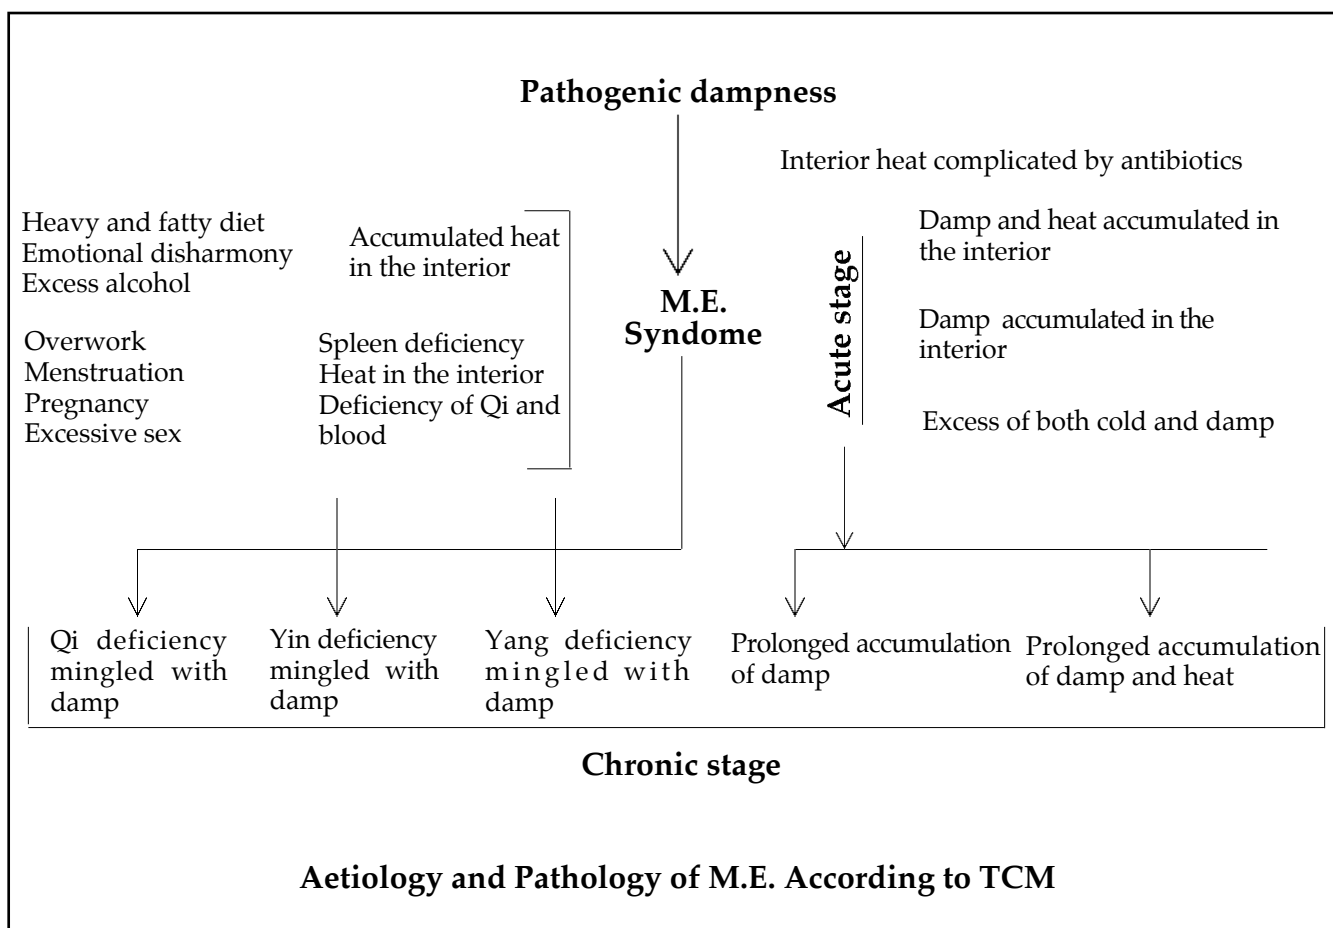 Pathogenic dampness
Interior heat complicated by antibiotics
Heavy and fatty diet
Emotional disharmony
Excess alcohol
Accumulated heat
in the interior
Damp and heat accumulated in
the interior
M.E.
Syndome
Acute stage
Damp accumulated in the
interior
Overwork
Menstruation
Pregnancy
Excessive sex
Spleen deficiency
Heat in the interior
Deficiency of Qi and
blood
Excess of both cold and damp
Qi deficiency
mingled with
damp
Yin deficiency
mingled with
damp
Yang deficiency
mingled with
damp
Prolonged accumulation
of damp
Prolonged accumulation
of damp and heat
Chronic stage
Aetiology and Pathology of M.E. According to TCM